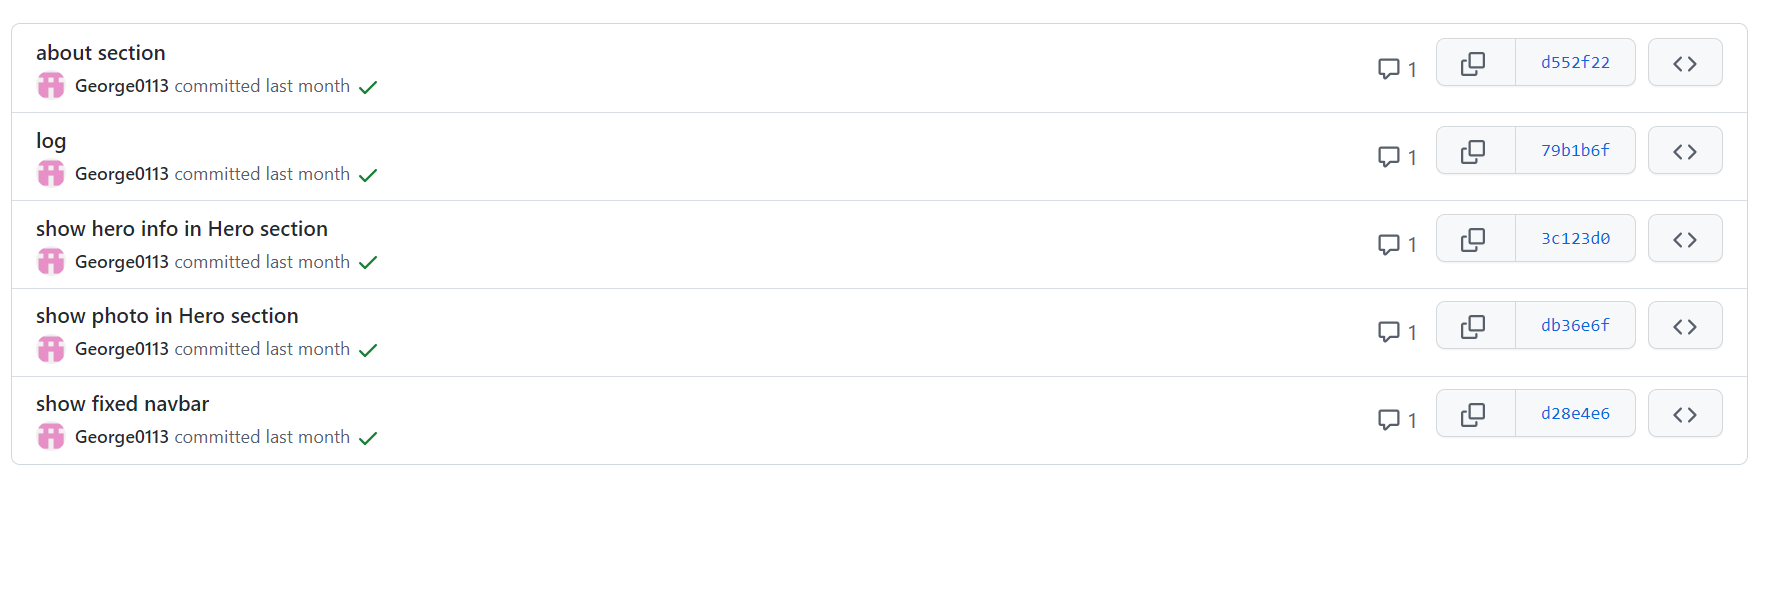 about section
George0113 committed last month
1
d552f22
log
George0113 committed last month
1
79b1b6f
show hero info in Hero section
George0113 committed last month
1
3c123d0
show photo in Hero section
George0113 committed last month
1
db36e6f
show fixed navbar
George0113 committed last month
1
d28e4e6